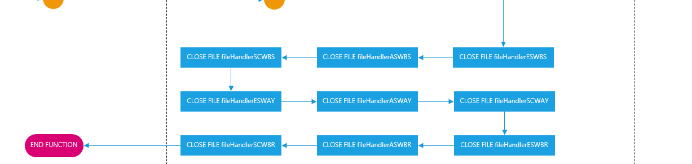 CLOSE FILE fileHandlerSCWBS
CLOSE FILE fileHandlerASWBS
CLOSE FILE fileHandlerESWBS
CLOSE FILE fileHandlerESWAY
CLOSE FILE fileHandlerASWAY
CLOSE FILE fileHandlerSCWAY
END FUNCTION
CLOSE FILE fileHandlerSCWBR
CLOSE FILE fileHandlerASWBR
CLOSE FILE fileHandlerESWBR